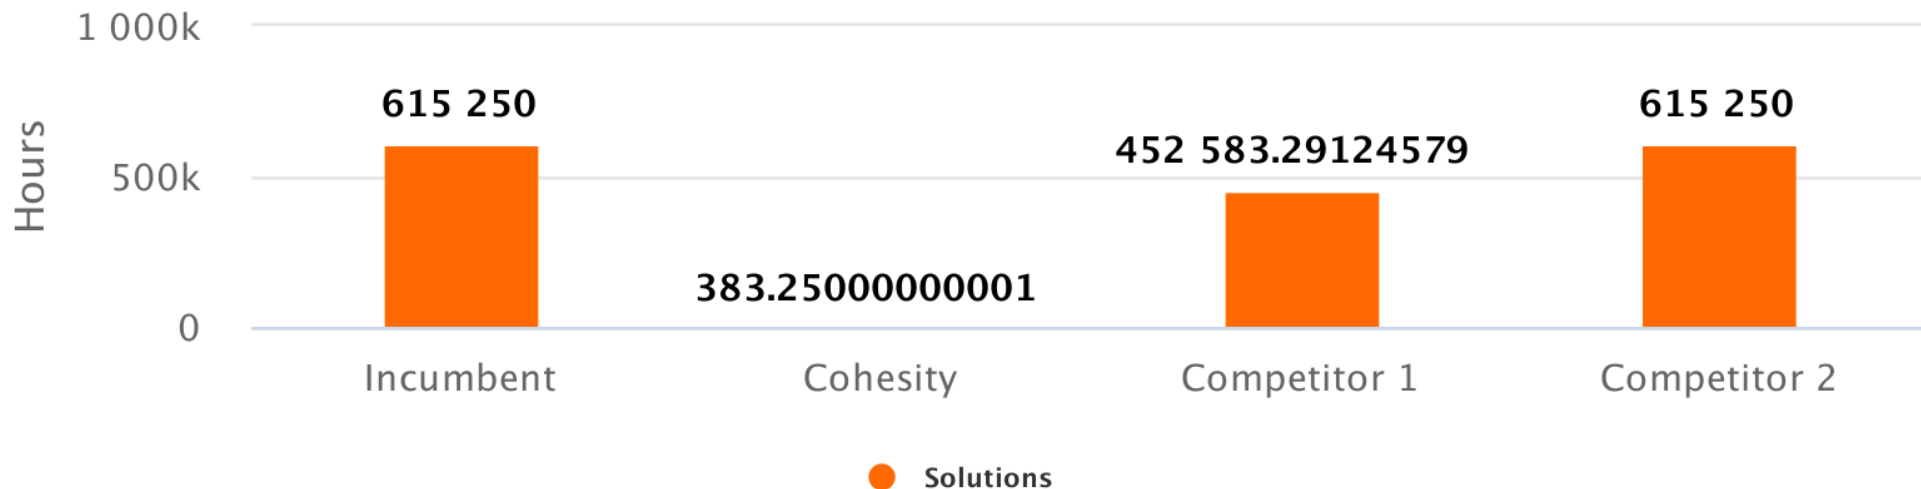 1 000k
500k
0
Hours
615 250
383.25000000001
452 583.29124579
615 250
Incumbent
Cohesity
Competitor 1
Competitor 2
Solutions